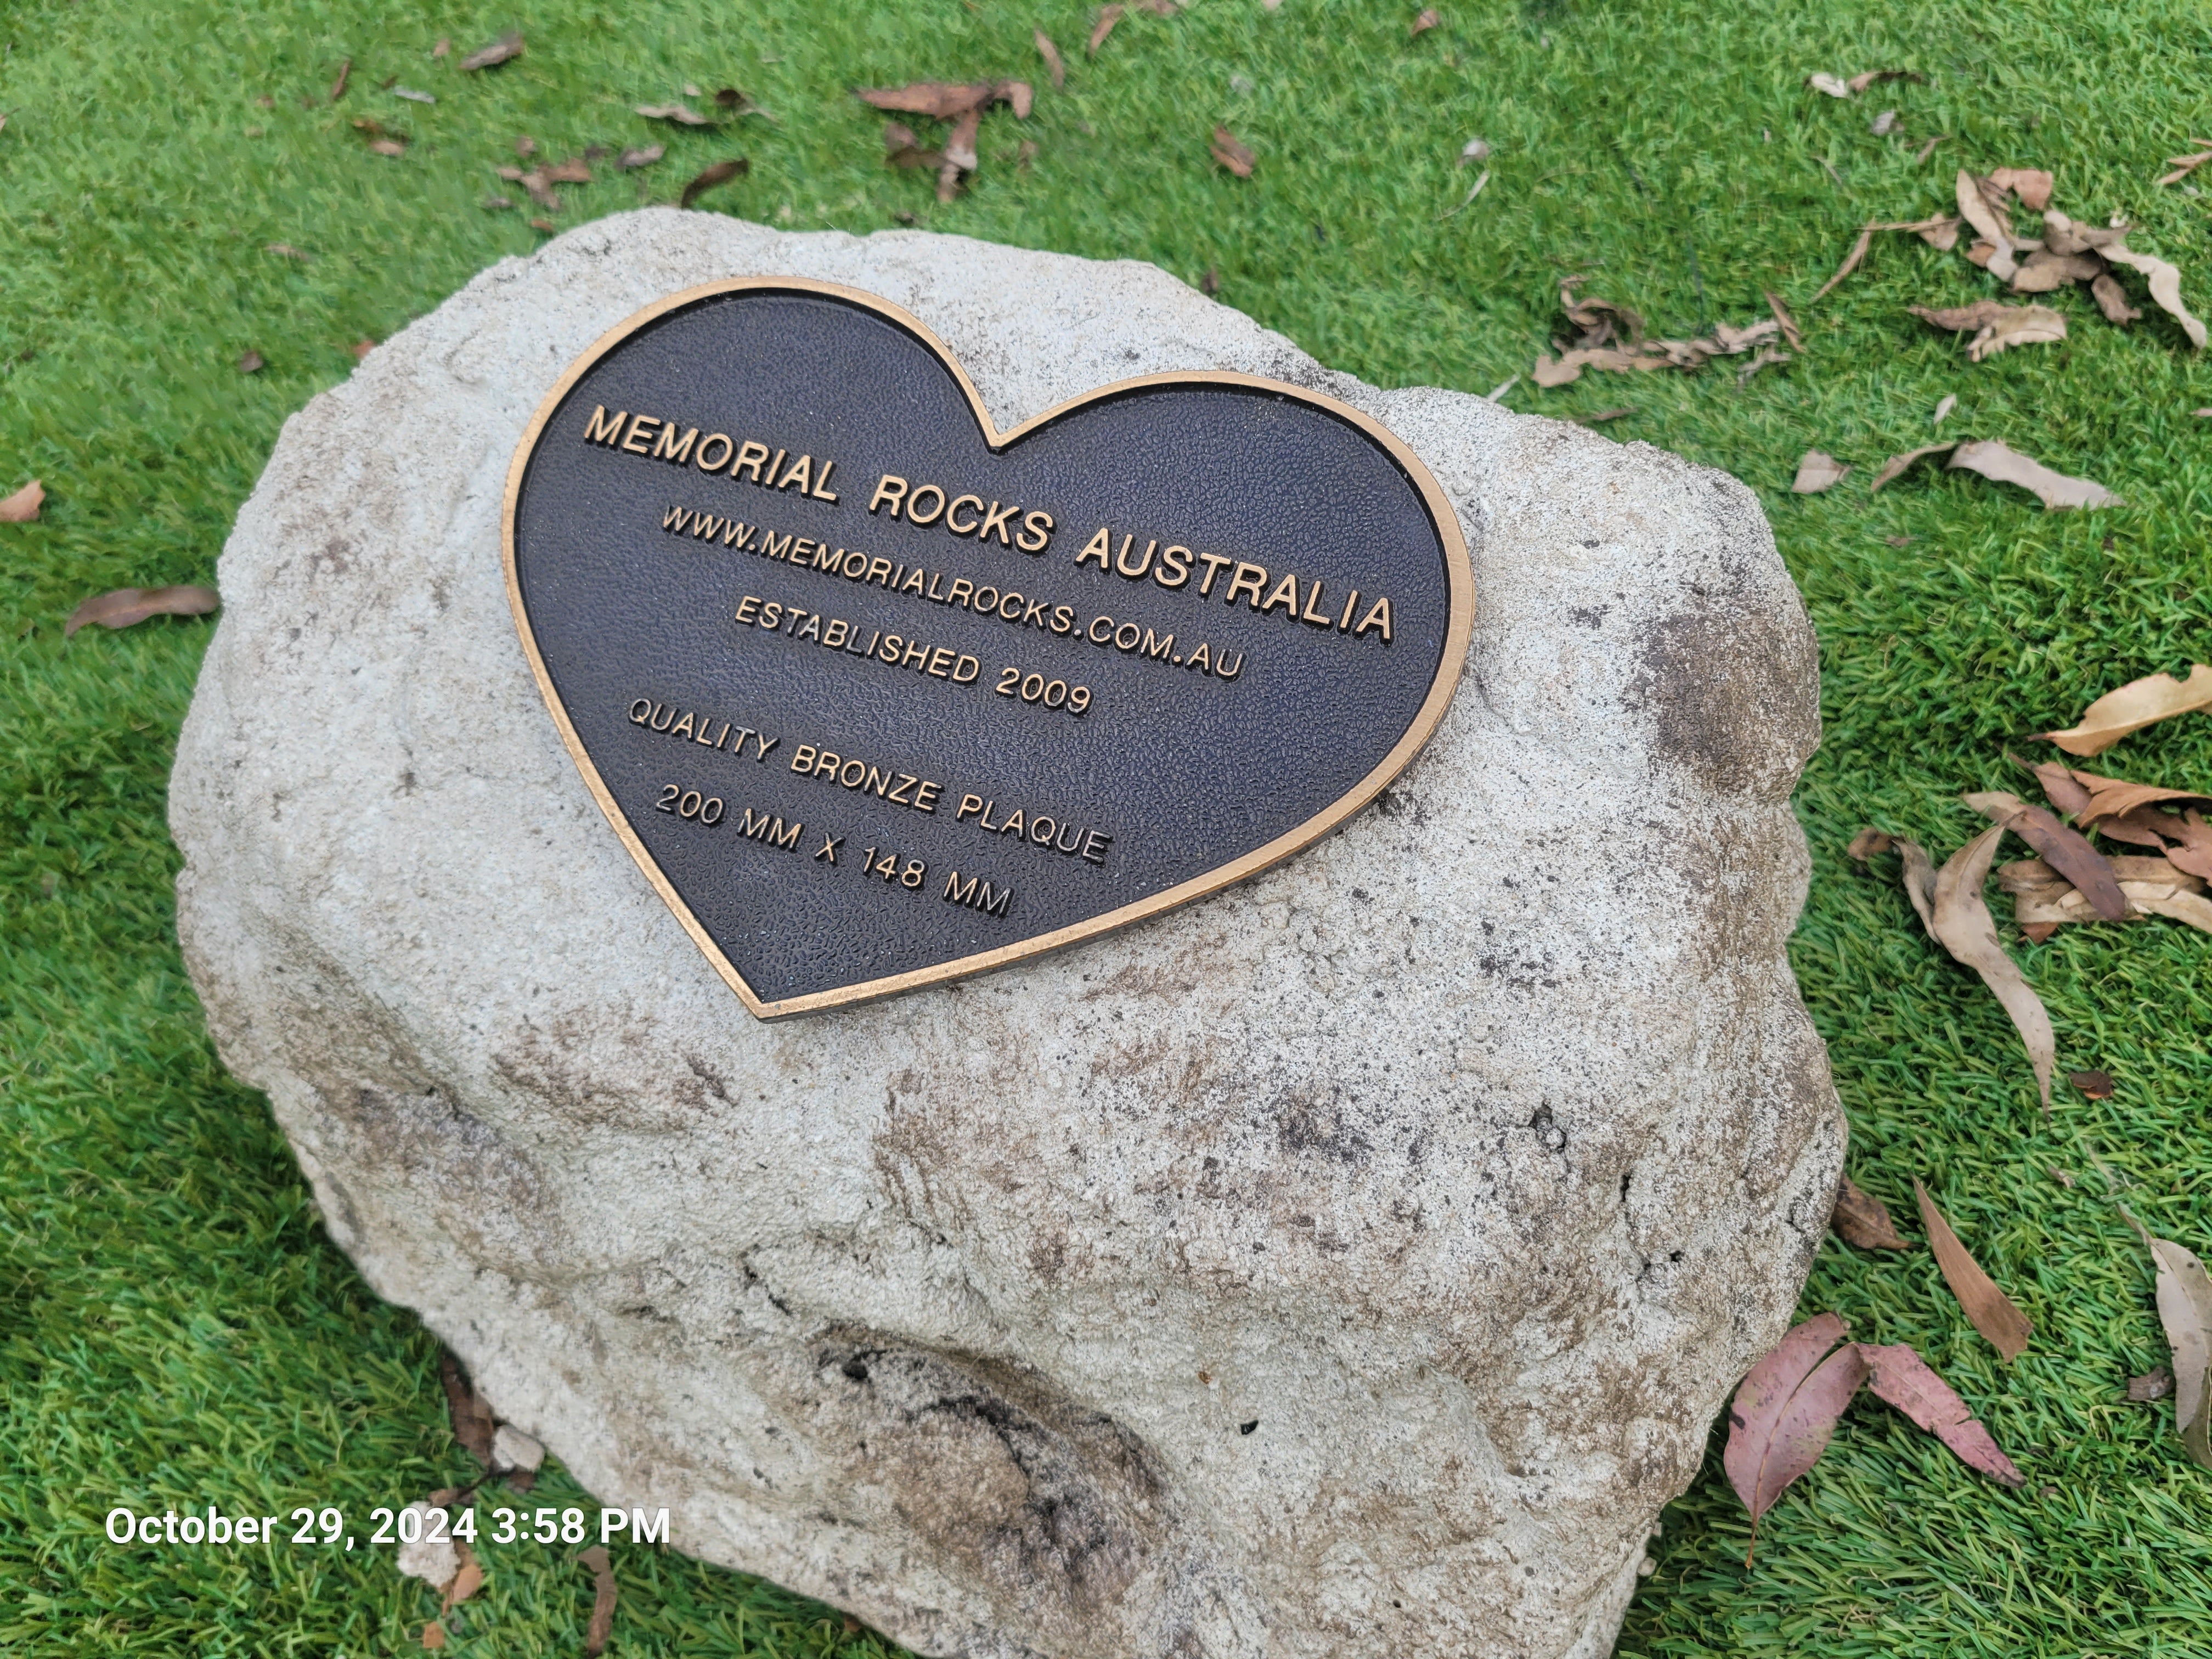 MEMORIAL ROCKS AUSTRALIA
WWW.MEMORIALROCKS.COM.AU
ESTABLISHED 2009
QUALITY BRONZE PLAQUE
200 MM X 148 MM
October 29, 2024 3:58 PM